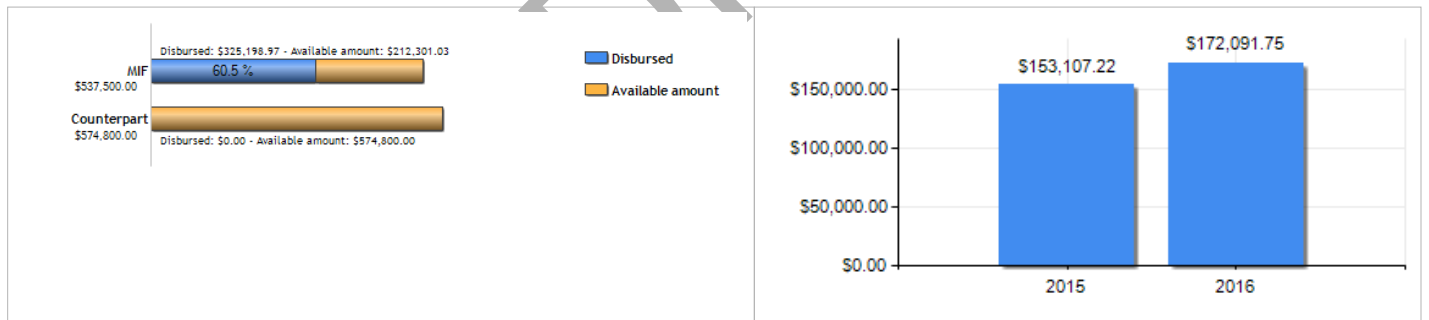 Disbursed: $325,198.97 - Available amount: $212,301.03
MIF
60.5 %
$537,500.00
Counterpart
$574,800.00
Disbursed: $0.00 - Available amount: $574,800.00
Disbursed
Available amount
$172,091.75
$153,107.22
$150,000.00
$100,000.00
$50,000.00
$0.00
2015
2016